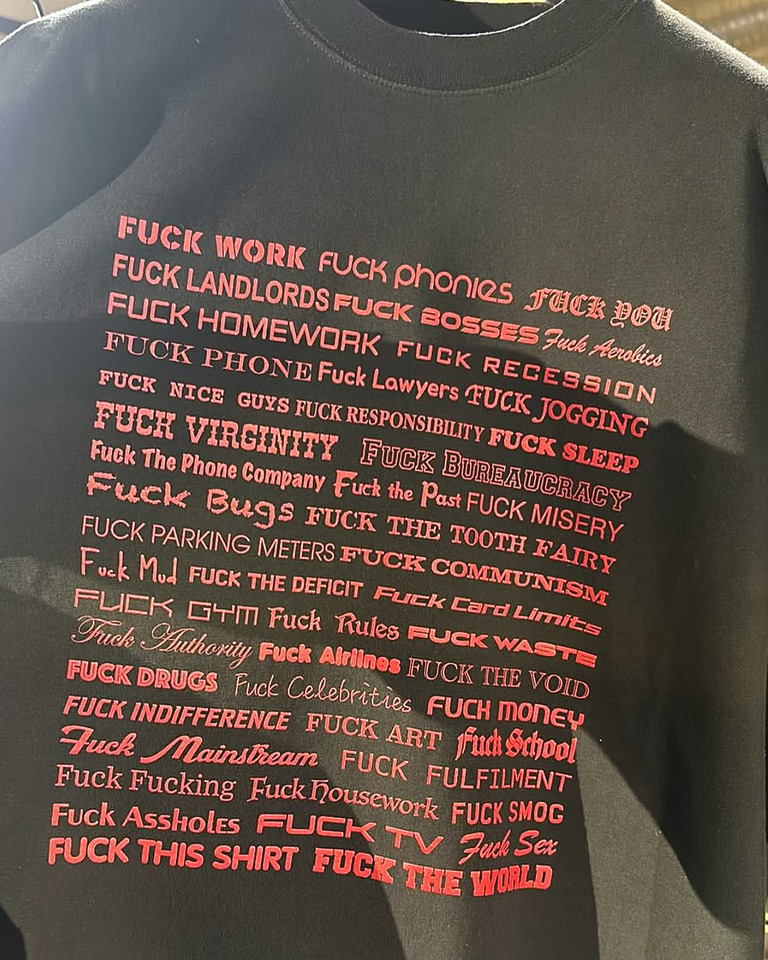 FUCK WORK FUCK phonies FUCK YOU
FUCK LANDLORDS FUCK BOSSES Fuck Aerobics
FUCK HOMEWORK FUCK RECESSION
FUCK PHONE Fuck Lawyers FUCK JOGGING
FUCK NICE GUYS FUCK RESPONSIBILITY FUCK SLEEP
FUCK VIRGINITY FUCK BUREAUCRACY
Fuck The Phone Company Fuck the Past FUCK MISERY
Fuck Bugs FUCK THE TOOTH FAIRY
FUCK PARKING METERS FUCK COMMUNISM
Fuck Mud FUCK THE DEFICIT Fuck Card Limits
FUCK GYM Fuck Rules FUCK WASTE
Fuck Authority Fuck Airlines FUCK THE VOID
FUCK DRUGS Fuck Celebrities FUCH MONEY
FUCK INDIFFERENCE FUCK ART Fuck School
Fuck Mainstream FUCK FULFILMENT
Fuck Fucking Fuck Housework FUCK SMOG
Fuck Assholes FUCK TV Fuck Sex
FUCK THIS SHIRT FUCK THE WORLD